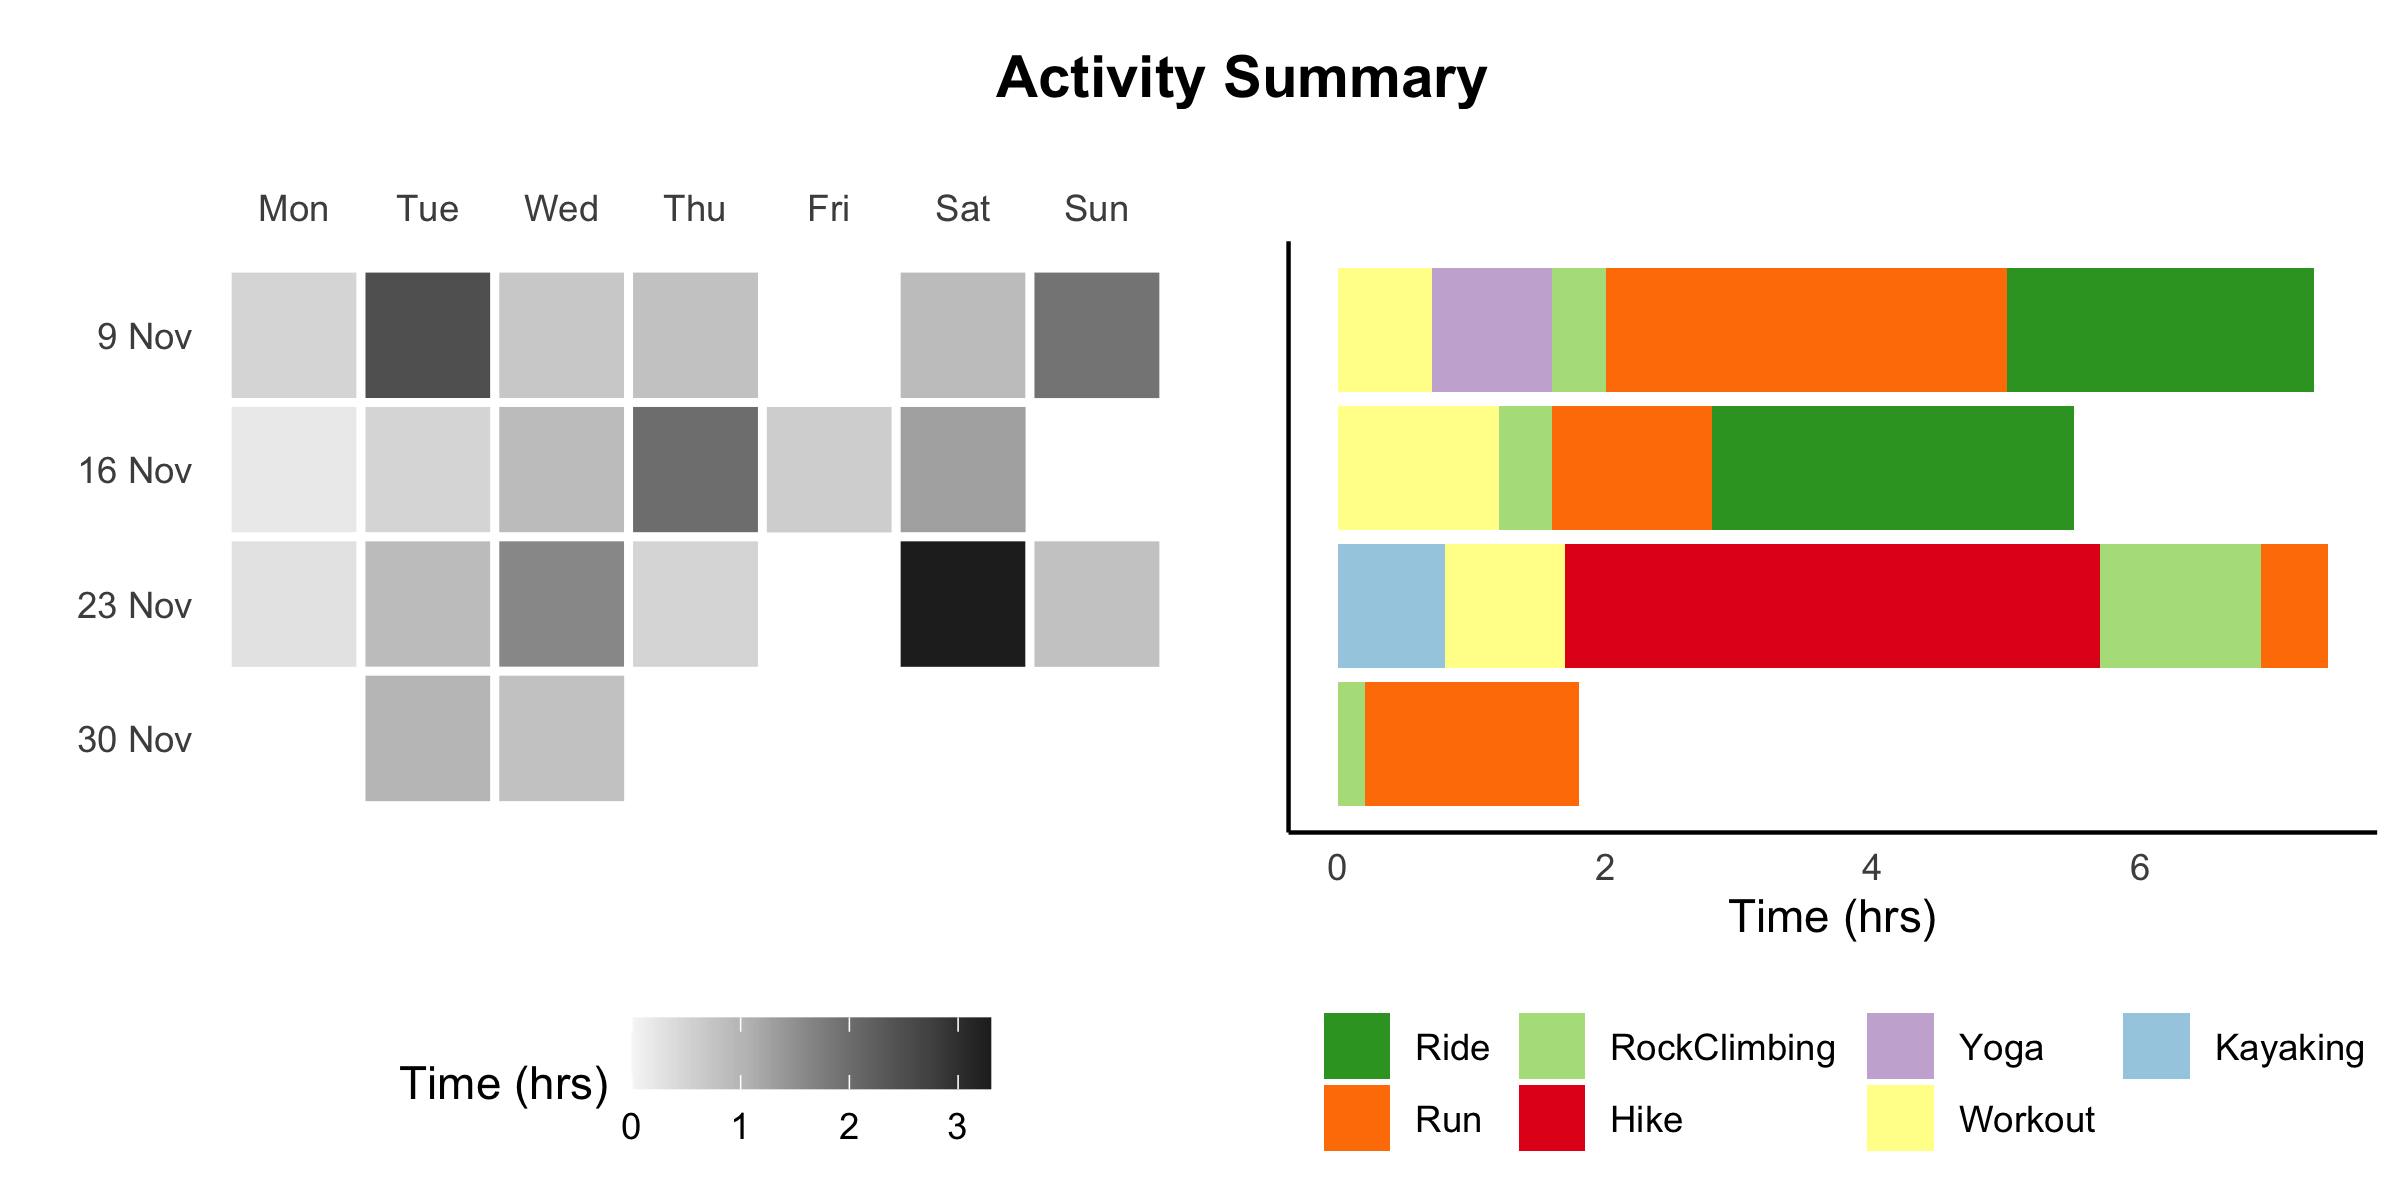 Activity Summary
Mon Tue Wed Thu Fri Sat Sun
9 Nov
16 Nov
23 Nov
30 Nov
Time (hrs)
0 1 2 3
0 2 4 6
Time (hrs)
Ride RockClimbing Yoga Kayaking
Run Hike Workout